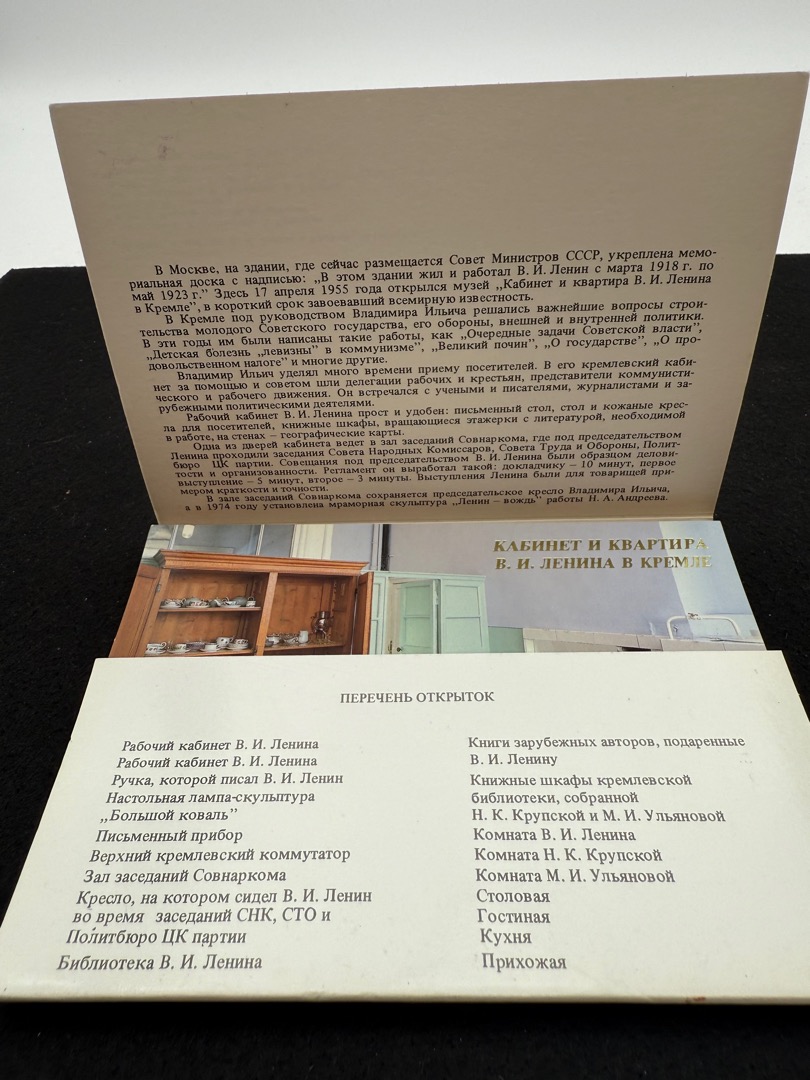 В Москве, на здании, где сейчас размещается Совет Министров СССР, укреплена мемо-
риальная доска с надписью: „В этом здании жил и работал В. И. Ленин с марта 1918 г. по
май 1923 г.” Здесь 17 апреля 1955 года открылся музей „Кабинет и квартира В. И. Ленина
в Кремле”, в короткий срок завоевавший всемирную известность.
В Кремле под руководством Владимира Ильича решались важнейшие вопросы строи-
тельства молодого Советского государства, его обороны, внешней и внутренней политики.
В эти годы им были написаны такие работы, как „Очередные задачи Советской власти”,
„Детская болезнь „левизны” в коммунизме”, „Великий почин”, „О государстве”, „О про-
довольственном налоге” и многие другие.
Владимир Ильич уделял много времени приему посетителей. В его кремлевский каби-
нет за помощью и советом шли делегации рабочих и крестьян, представители коммунисти-
ческого и рабочего движения. Он встречался с учеными и писателями, журналистами и за-
рубежными политическими деятелями.
Рабочий кабинет В. И. Ленина прост и удобен: письменный стол, стол и кожаные крес-
ла для посетителей, книжные шкафы, вращающиеся этажерки с литературой, необходимой
в работе, на стенах – географические карты.
Одна из дверей кабинета ведет в зал заседаний Совнаркома, где под председательством
Ленина проходили заседания Совета Народных Комиссаров, Совета Труда и Обороны, Полит-
бюро ЦК партии. Совещания под председательством В. И. Ленина были образцом делови-
тости и организованности. Регламент он выработал такой: докладчику – 10 минут, первое
выступление – 5 минут, второе – 3 минуты. Выступления Ленина были для товарищей при-
мером краткости и точности.
В зале заседаний Совнаркома сохраняется председательское кресло Владимира Ильича,
а в 1974 году установлена мраморная скульптура „Ленин – вождь” работы Н. А. Андреева.
КАБИНЕТ И КВАРТИРА
В. И. ЛЕНИНА В КРЕМЛЕ
ПЕРЕЧЕНЬ ОТКРЫТОК
Рабочий кабинет В. И. Ленина
Рабочий кабинет В. И. Ленина
Ручка, которой писал В. И. Ленин
Настольная лампа-скульптура
„Большой коваль”
Письменный прибор
Верхний кремлевский коммутатор
Зал заседаний Совнаркома
Кресло, на котором сидел В. И. Ленин
во время заседаний СНК, СТО и
Политбюро ЦК партии
Библиотека В. И. Ленина
Книги зарубежных авторов, подаренные
В. И. Ленину
Книжные шкафы кремлевской
библиотеки, собранной
Н. К. Крупской и М. И. Ульяновой
Комната В. И. Ленина
Комната Н. К. Крупской
Комната М. И. Ульяновой
Столовая
Гостиная
Кухня
Прихожая